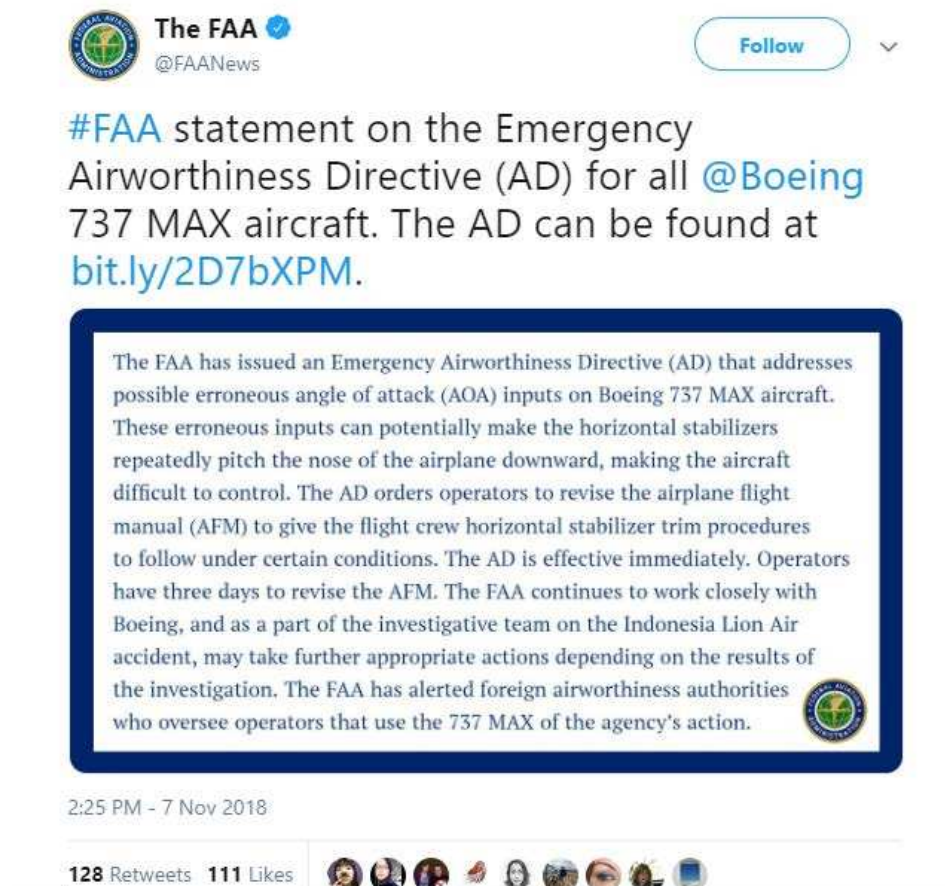 The FAA
@FAANews
Follow
#FAA statement on the Emergency
Airworthiness Directive (AD) for all @Boeing
737 MAX aircraft. The AD can be found at
bit.ly/2D7bXPM.
The FAA has issued an Emergency Airworthiness Directive (AD) that addresses
possible erroneous angle of attack (AOA) inputs on Boeing 737 MAX aircraft.
These erroneous inputs can potentially make the horizontal stabilizers
repeatedly pitch the nose of the airplane downward, making the aircraft
difficult to control. The AD orders operators to revise the airplane flight
manual (AFM) to give the flight crew horizontal stabilizer trim procedures
to follow under certain conditions. The AD is effective immediately. Operators
have three days to revise the AFM. The FAA continues to work closely with
Boeing, and as a part of the investigative team on the Indonesia Lion Air
accident, may take further appropriate actions depending on the results of
the investigation. The FAA has alerted foreign airworthiness authorities
who oversee operators that use the 737 MAX of the agency's action.
FEDERAL AVIATION
ADMINISTRATION
2:25 PM - 7 Nov 2018
128 Retweets 111 Likes